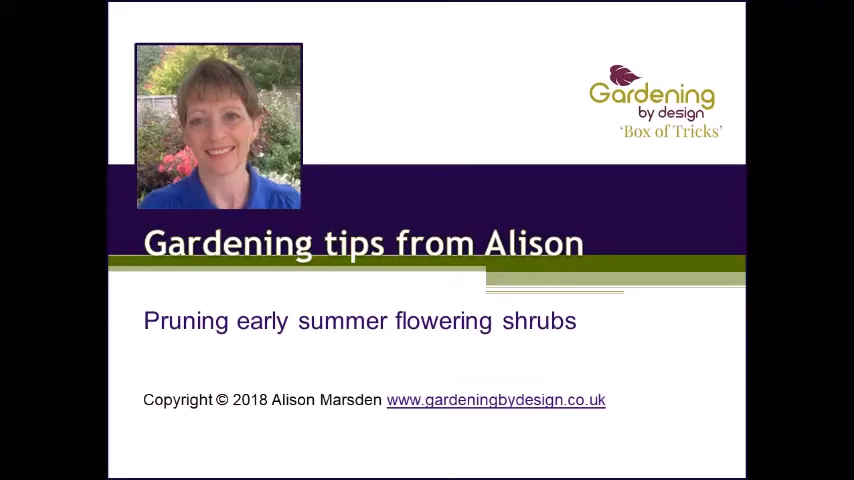 Gardening
by design
‘Box of Tricks’
Gardening tips from Alison
Pruning early summer flowering shrubs
Copyright © 2018 Alison Marsden www.gardeningbydesign.co.uk